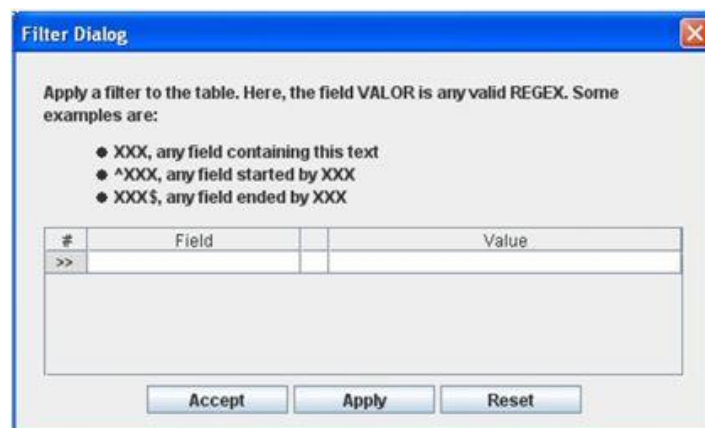 Filter Dialog
Apply a filter to the table. Here, the field VALOR is any valid REGEX. Some
examples are:
● XXX, any field containing this text
● ^XXX, any field started by XXX
● XXX$, any field ended by XXX
# Field Value
>>
Accept Apply Reset